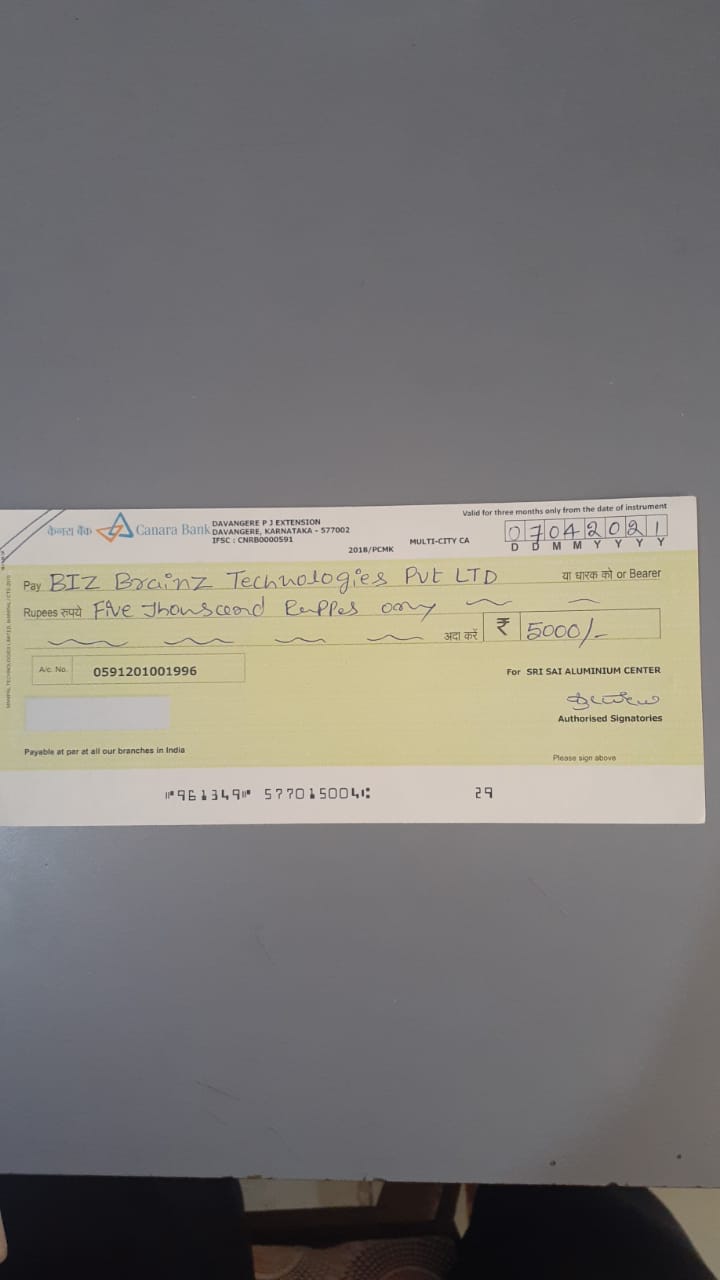 Valid for three months only from the date of instrument
केनरा बैंक Canara Bank
DAVANGERE P J EXTENSION
DAVANGERE, KARNATAKA - 577002
IFSC : CNRB0000591
2018/PCMK
MULTI-CITY CA
07042021
D D M M Y Y Y Y
Pay BIZ Brainz Technologies Pvt LTD या धारक को or Bearer
Rupees रुपये Five Thousand Ruppes
अदा करें ₹ 5000/-
A/c. No. 0591201001996
For SRI SAI ALUMINIUM CENTER
Authorised Signatories
Payable at par at all our branches in India
Please sign above
⑈961349⑈ 577015004⑆ 29